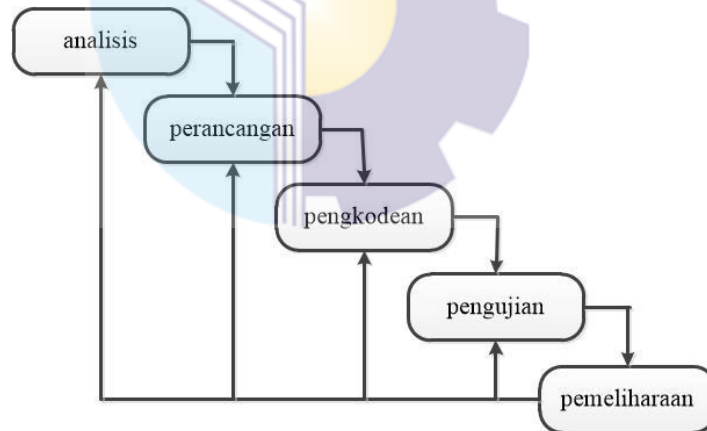 analisis
perancangan
pengkodean
pengujian
pemeliharaan